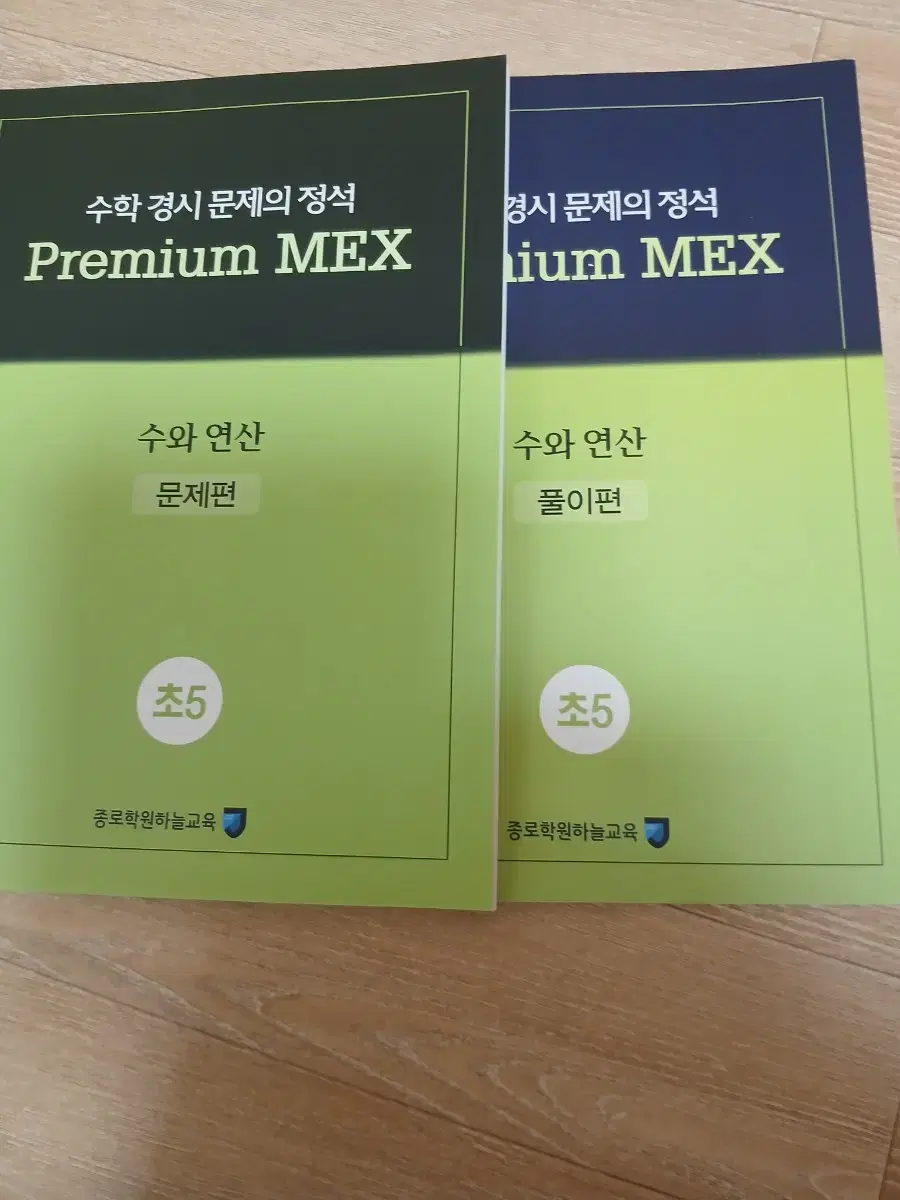 수학 경시 문제의 정석
Premium MEX
수와 연산
문제편
초5
종로학원하늘교육
경시 문제의 정석
ium MEX
수와 연산
풀이편
초5
종로학원하늘교육